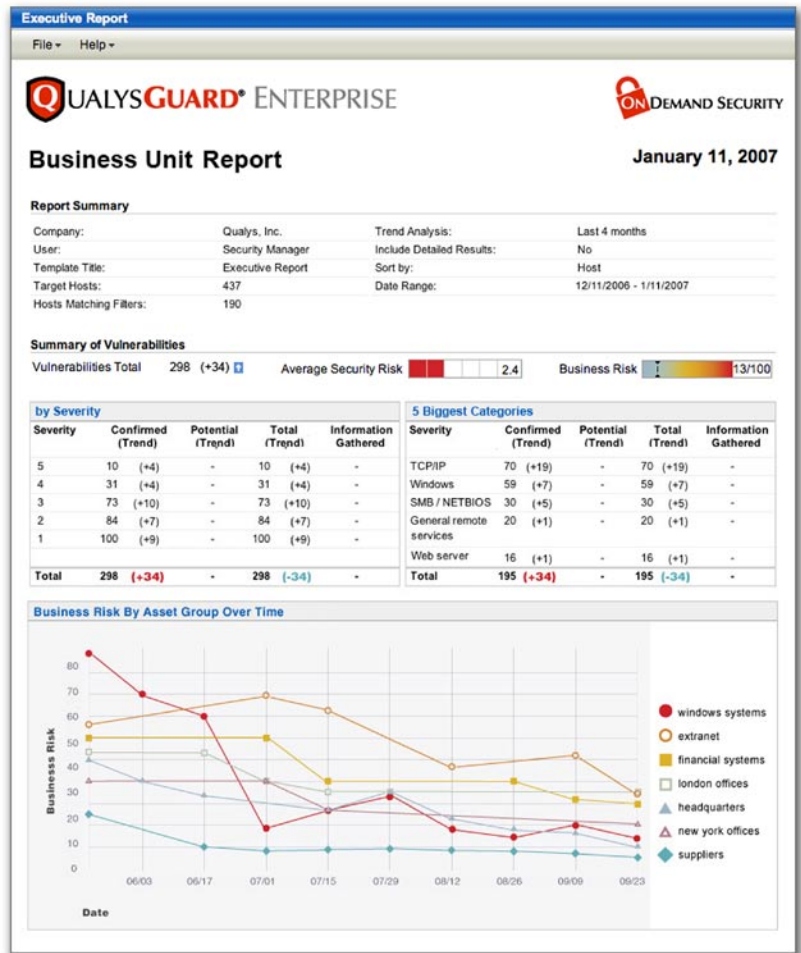 Executive Report
File Help
QUALYSGUARD® ENTERPRISE
ON DEMAND SECURITY
Business Unit Report
January 11, 2007
Report Summary
Company: Qualys, Inc. Trend Analysis: Last 4 months
User: Security Manager Include Detailed Results: No
Template Title: Executive Report Sort by: Host
Target Hosts: 437 Date Range: 12/11/2006 - 1/11/2007
Hosts Matching Filters: 190
Summary of Vulnerabilities
Vulnerabilities Total 298 (+34) Average Security Risk 2.4 Business Risk 13/100
by Severity
Severity Confirmed (Trend) Potential (Trend) Total (Trend) Information Gathered
5 10 (+4) - 10 (+4) -
4 31 (+4) - 31 (+4) -
3 73 (+10) - 73 (+10) -
2 84 (+7) - 84 (+7) -
1 100 (+9) - 100 (+9) -
Total 298 (+34) - 298 (-34) -
5 Biggest Categories
Severity Confirmed (Trend) Potential (Trend) Total (Trend) Information Gathered
TCP/IP 70 (+19) - 70 (+19) -
Windows 59 (+7) - 59 (+7) -
SMB / NETBIOS 30 (+5) - 30 (+5) -
General remote services 20 (+1) - 20 (+1) -
Web server 16 (+1) - 16 (+1) -
Total 195 (+34) - 195 (-34) -
Business Risk By Asset Group Over Time
Businesss Risk
80
70
60
50
40
30
20
10
0
06/03 06/17 07/01 07/15 07/29 08/12 08/26 09/09 09/23
Date
windows systems
extranet
financial systems
london offices
headquarters
new york offices
suppliers